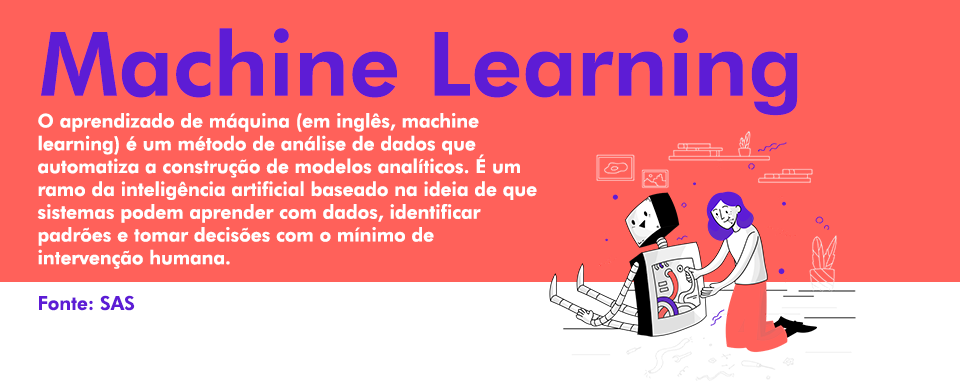 Machine Learning
O aprendizado de máquina (em inglês, machine
learning) é um método de análise de dados que
automatiza a construção de modelos analíticos. É um
ramo da inteligência artificial baseado na ideia de que
sistemas podem aprender com dados, identificar
padrões e tomar decisões com o mínimo de
intervenção humana.
Fonte: SAS